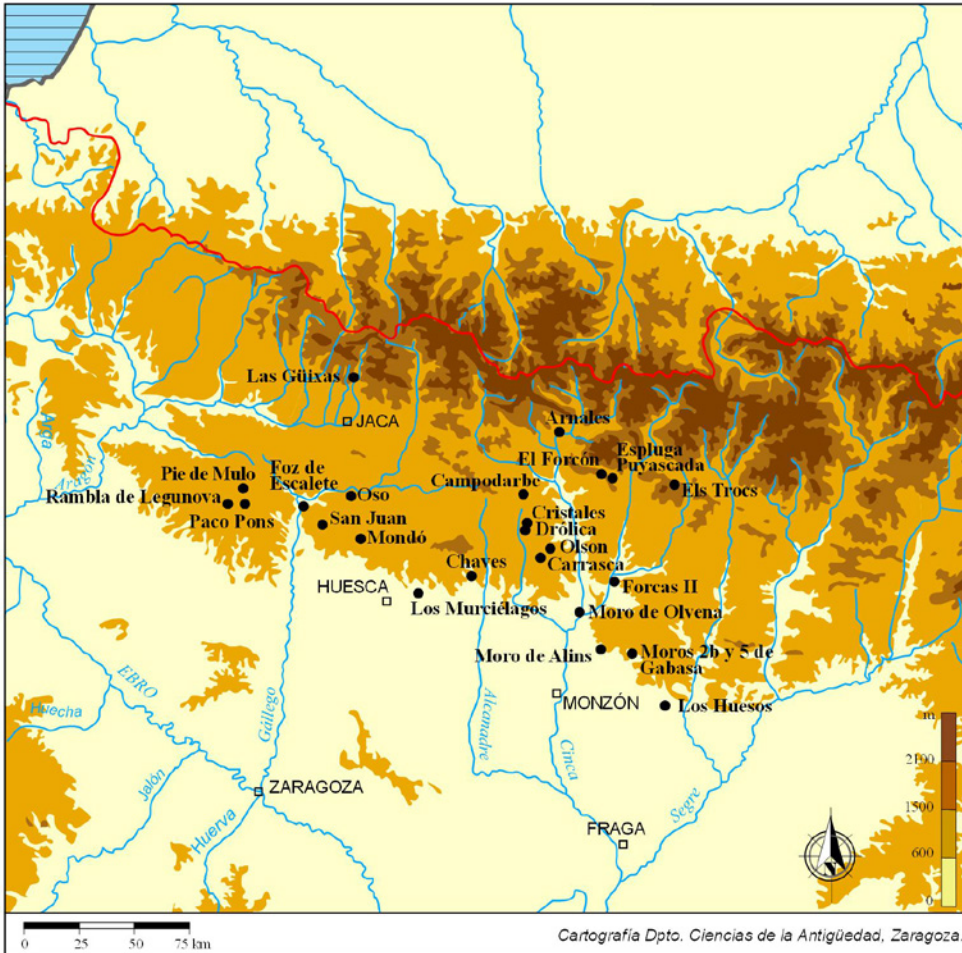 Las Güixas
JACA
Arnales
Arga
Aragón
Pie de Mulo
Rambla de Legunova
Paco Pons
Foz de
Escalete
Oso
San Juan
Mondó
Campodarbe
El Forcón
Espluga
Puyascada
Els Trocs
Cristales
Drólica
Olson
Carrasca
Chaves
HUESCA
Los Murciélagos
Forcas II
Moro de Olvena
Moro de Alins
Moros 2b y 5 de
Gabasa
MONZÓN
Los Huesos
EBRO
Huecha
Jalón
Gállego
Alcanadre
Cinca
Segre
ZARAGOZA
Huerva
FRAGA
m
2100
1500
600
0
0 25 50 75 km
Cartografía Dpto. Ciencias de la Antigüedad, Zaragoza.